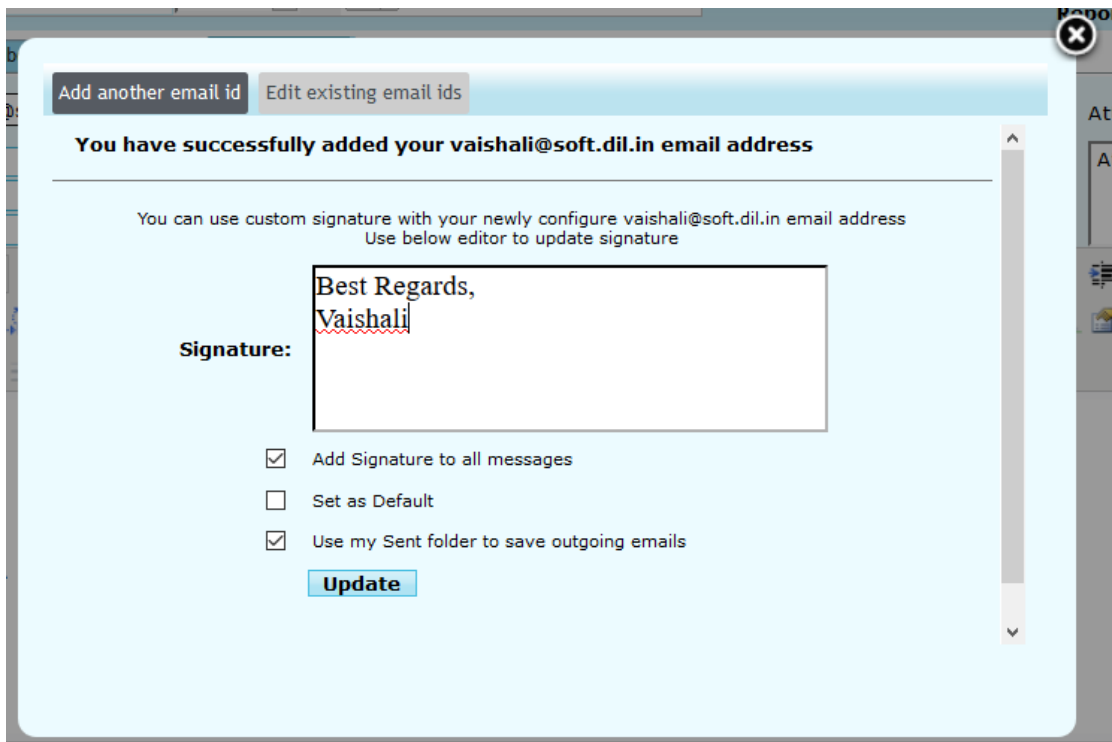 Add another email id
Edit existing email ids
You have successfully added your vaishali@soft.dil.in email address
You can use custom signature with your newly configure vaishali@soft.dil.in email address
Use below editor to update signature
Signature:
Best Regards,
Vaishali
Add Signature to all messages
Set as Default
Use my Sent folder to save outgoing emails
Update